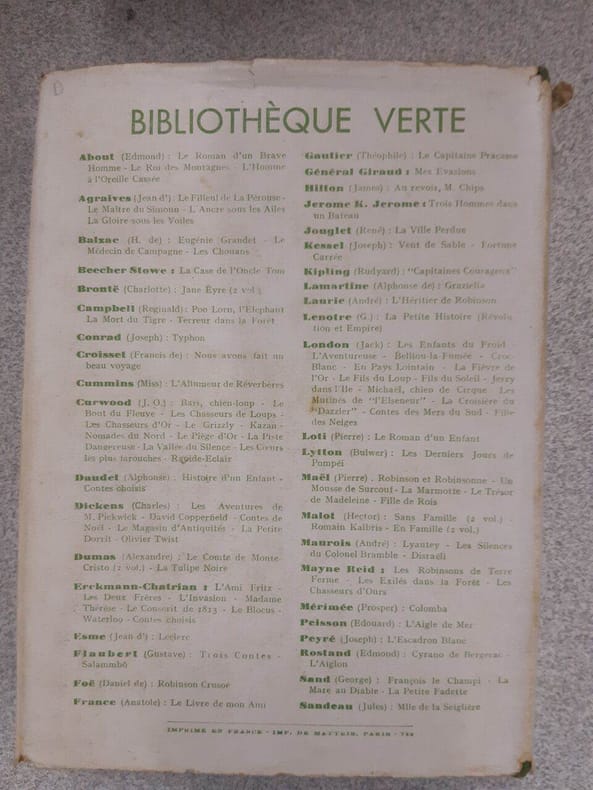 D
BIBLIOTHÈQUE VERTE
About (Edmond) : Le Roman d'un Brave
Homme - Le Roi des Montagnes - L'Homme
à l'Oreille Cassée
Agraives (Jean d') : Le Filleul de La Pérouse -
Le Maître du Simoun - L'Ancre sous les Ailes
La Gloire sous les Voiles
Balzac (H. de) : Eugénie Grandet - Le
Médecin de Campagne - Les Chouans
Beecher Stowe : La Case de l'Oncle Tom
Brontë (Charlotte) : Jane Eyre (2 vol.)
Campbell (Reginald) : Poo Lorn, l'Elephant
La Mort du Tigre - Terreur dans la Forêt
Conrad (Joseph) : Typhon
Croisset (Francis de) : Nous avons fait un
beau voyage
Cummins (Miss) : L'Allumeur de Réverbères
Curwood (J. O.) : Bari, chien-loup - Le
Bout du Fleuve - Les Chasseurs de Loups -
Les Chasseurs d'Or - Le Grizzly - Kazan -
Nomades du Nord - Le Piège d'Or - La Piste
Dangereuse - La Vallée du Silence - Les Cœurs
les plus farouches - Rapide-Eclair
Daudet (Alphonse) : Histoire d'un Enfant -
Contes choisis
Dickens (Charles) : Les Aventures de
M. Pickwick - David Copperfield - Contes de
Noël - Le Magasin d'Antiquités - La Petite
Dorrit - Olivier Twist
Dumas (Alexandre) : Le Comte de Monte-
Cristo (2 vol.) - La Tulipe Noire
Erckmann-Chatrian : L'Ami Fritz -
Les Deux Frères - L'Invasion - Madame
Thérèse - Le Conscrit de 1813 - Le Blocus -
Waterloo - Contes choisis
Esme (Jean d') : Leclerc
Flaubert (Gustave) : Trois Contes -
Salammbô
Foë (Daniel de) : Robinson Crusoé
France (Anatole) : Le Livre de mon Ami
Gautier (Théophile) : Le Capitaine Fracasse
Général Giraud : Mes Evasions
Hilton (James) : Au revoir, M. Chips
Jerome K. Jerome : Trois Hommes dans
un Bateau
Jouglet (René) : La Ville Perdue
Kessel (Joseph) : Vent de Sable - Fortune
Carrée
Kipling (Rudyard) : "Capitaines Courageux"
Lamartine (Alphonse de) : Graziella
Laurie (André) : L'Héritier de Robinson
Lenotre (G.) : La Petite Histoire (Révolu
tion et Empire)
London (Jack) : Les Enfants du Froid
L'Aventureuse - Belliou-la-Fumée - Croc-
Blanc - En Pays Lointain - La Fièvre de
l'Or - Le Fils du Loup - Fils du Soleil - Jerry
dans l'Ile - Michaël, chien de Cirque - Les
Mutinés de "l'Elseneur" - La Croisière du
"Dazzler" - Contes des Mers du Sud - Fille
des Neiges
Loti (Pierre) : Le Roman d'un Enfant
Lytton (Bulwer) : Les Derniers Jours de
Pompéi
Maël (Pierre) . Robinson et Robinsonne - Un
Mousse de Surcouf - La Marmotte - Le Trésor
de Madeleine - Fille de Rois
Malot (Hector) : Sans Famille (2 vol.) -
Romain Kalbris - En Famille (2 vol.)
Maurois (André) : Lyautey - Les Silences
du Colonel Bramble - Disraëli
Mayne Reid : Les Robinsons de Terre
Ferme - Les Exilés dans la Forêt - Les
Chasseurs d'Ours
Mérimée (Prosper) : Colomba
Peisson (Edouard) : L'Aigle de Mer
Peyré (Joseph) : L'Escadron Blanc
Rostand (Edmond) : Cyrano de Bergerac -
L'Aiglon
Sand (George) : François le Champi - La
Mare au Diable - La Petite Fadette
Sandeau (Jules) : Mlle de la Seiglière
IMPRIMÉ EN FRANCE - IMP. DE MATTEIS, PARIS -